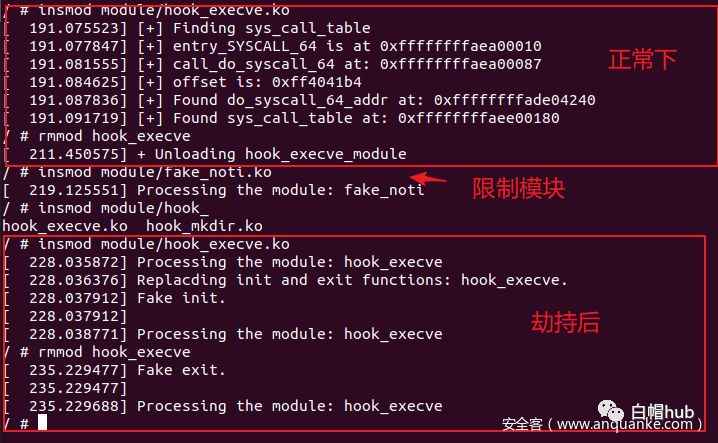 / # insmod module/hook_execve.ko
[  191.075523] [+] Finding sys_call_table
[  191.077847] [+] entry_SYSCALL_64 is at 0xffffffffaea00010
[  191.081555] [+] call_do_syscall_64 at: 0xffffffffaea00087
[  191.084625] [+] offset is: 0xff4041b4
[  191.087836] [+] Found do_syscall_64_addr at: 0xffffffffade04240
[  191.091719] [+] Found sys_call_table at: 0xffffffffaee00180
正常下
/ # rmmod hook_execve
[  211.450575] + Unloading hook_execve_module
/ # insmod module/fake_noti.ko
[  219.125551] Processing the module: fake_noti
限制模块
/ # insmod module/hook_
hook_execve.ko  hook_mkdir.ko
/ # insmod module/hook_execve.ko
[  228.035872] Processing the module: hook_execve
[  228.036376] Replacding init and exit functions: hook_execve.
[  228.037912] Fake init.
[  228.037912]
[  228.038771] Processing the module: hook_execve
劫持后
/ # rmmod hook_execve
[  235.229477] Fake exit.
[  235.229477]
[  235.229688] Processing the module: hook_execve
/ #
白帽hub
安全客（www.anquanke.com）